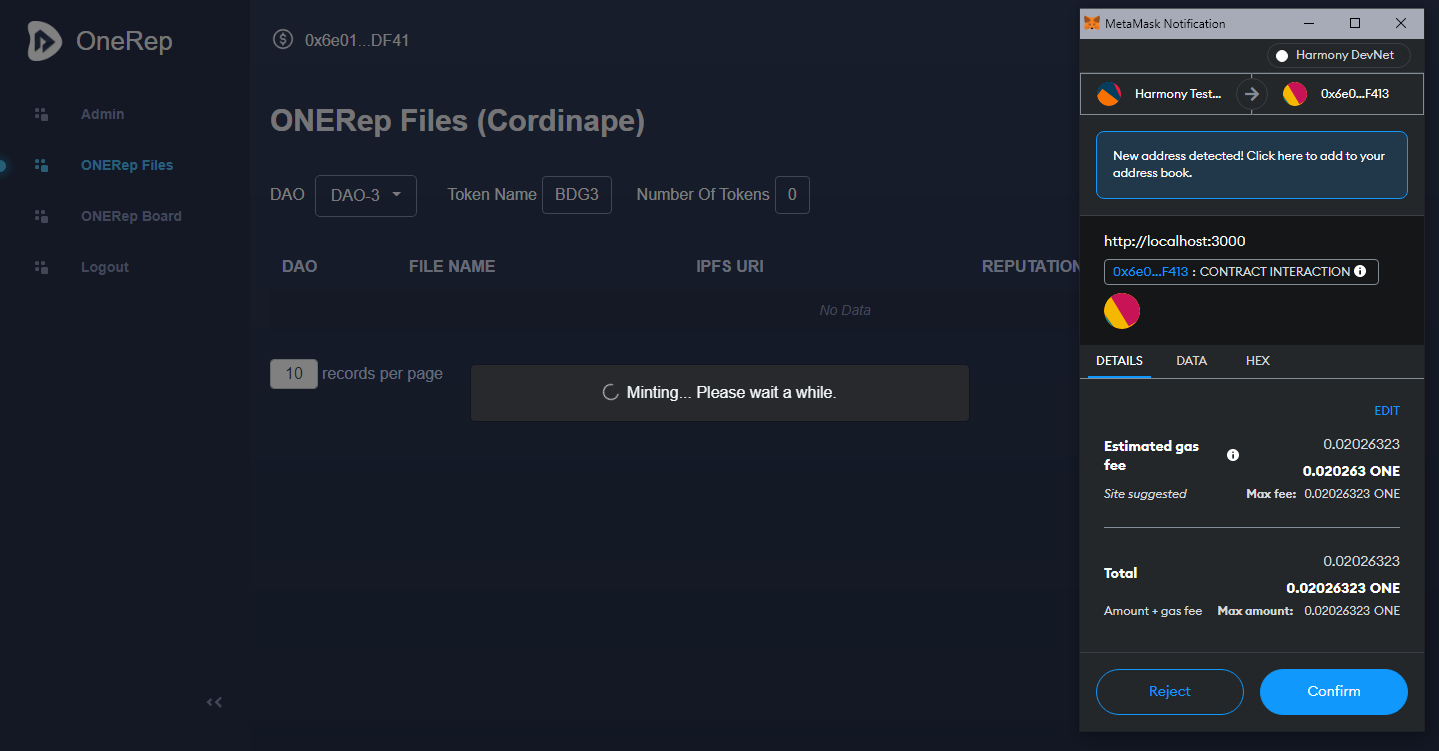 OneRep
Admin
ONERep Files
ONERep Board
Logout
0x6e01...DF41
ONERep Files (Cordinape)
DAO DAO-3 Token Name BDG3 Number Of Tokens 0
DAO FILE NAME IPFS URI REPUTATION
No Data
10 records per page
Minting... Please wait a while.
MetaMask Notification
Harmony DevNet
Harmony Test... 0x6e0...F413
New address detected! Click here to add to your
address book.
http://localhost:3000
0x6e0...F413 : CONTRACT INTERACTION
DETAILS DATA HEX
EDIT
Estimated gas
fee
0.02026323
0.020263 ONE
Site suggested Max fee: 0.02026323 ONE
0.02026323
Total
0.02026323 ONE
Amount + gas fee Max amount: 0.02026323 ONE
Reject Confirm